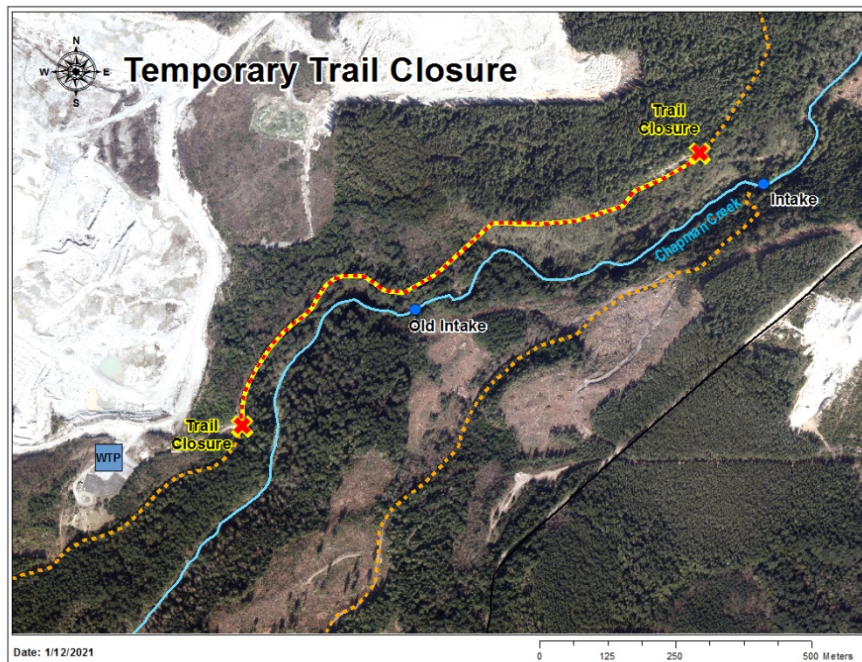 N
W E
S
Temporary Trail Closure
Trail
Closure
Intake
Chapman Creek
Old Intake
Trail
Closure
WTP
Date: 1/12/2021
0 125 250 500 Meters